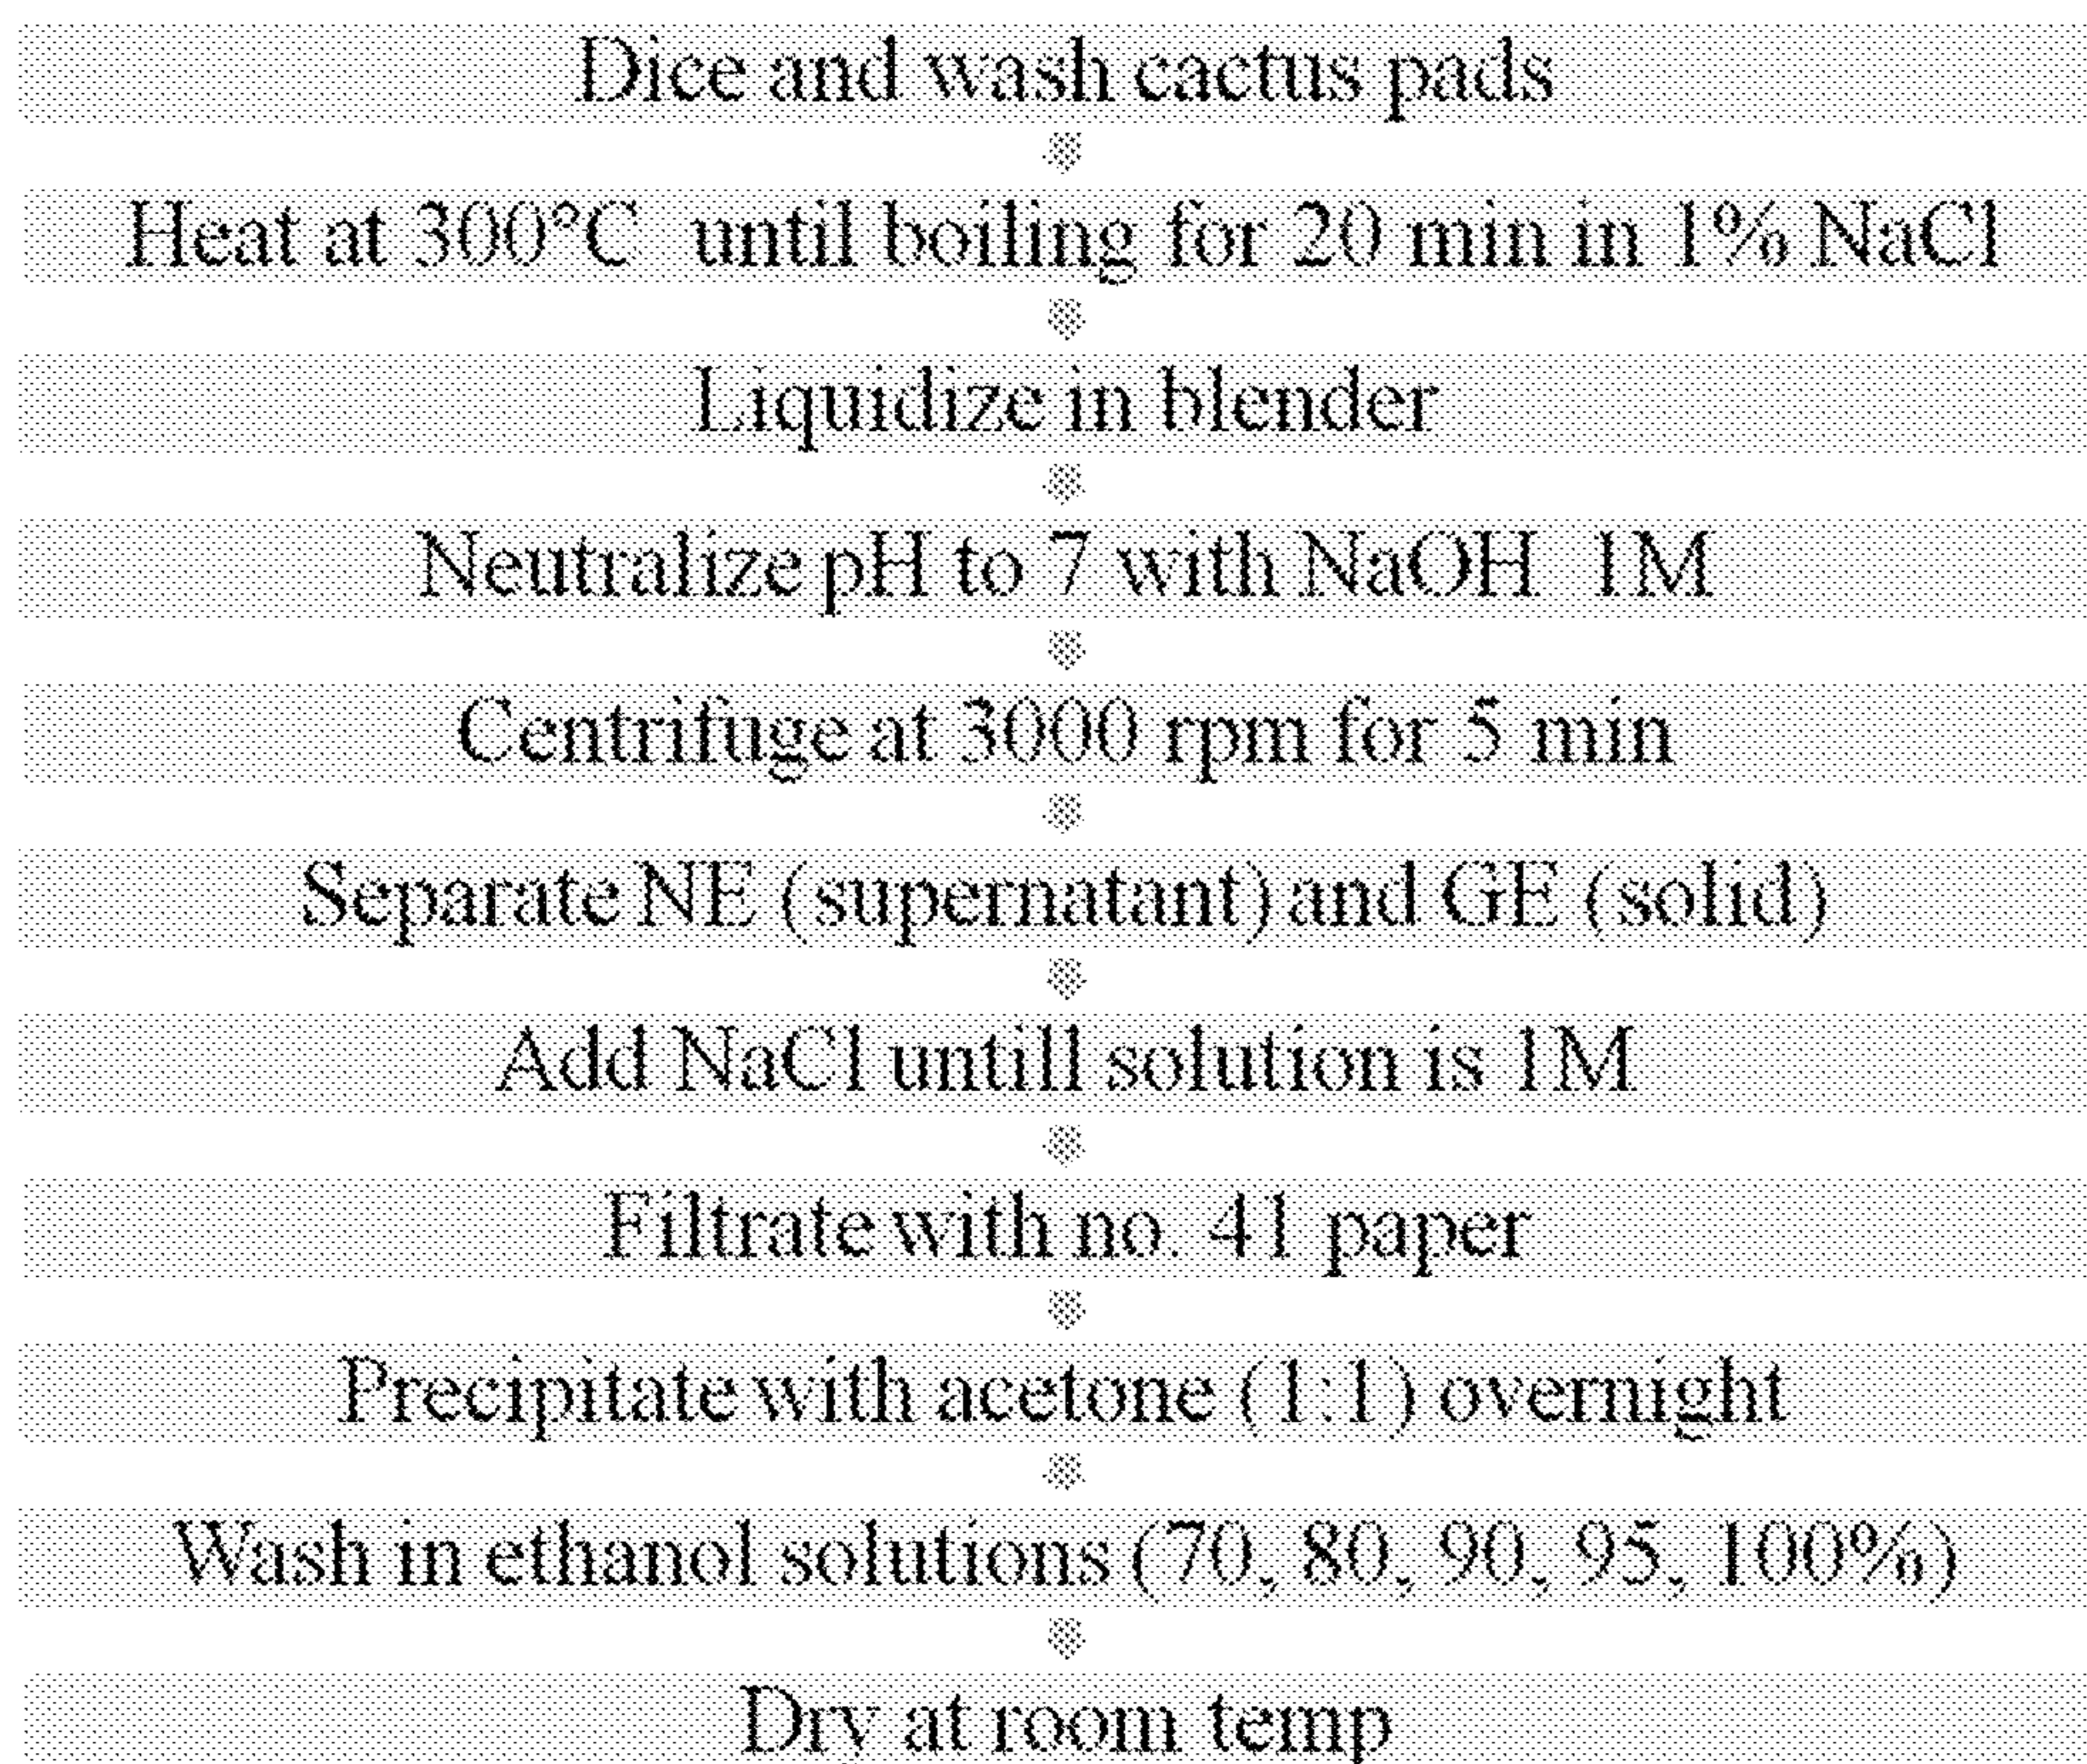 Dice and wash cactus pads
Heat at 300°C until boiling for 20 min in 1% NaCl
Liquidize in blender
Neutralize pH to 7 with NaOH 1M
Centrifuge at 3000 rpm for 5 min
Separate NE (supernatant) and GE (solid)
Add NaCl untill solution is 1M
Filtrate with no. 41 paper
Precipitate with acetone (1:1) overnight
Wash in ethanol solutions (70, 80, 90, 95, 100%)
Dry at room temp